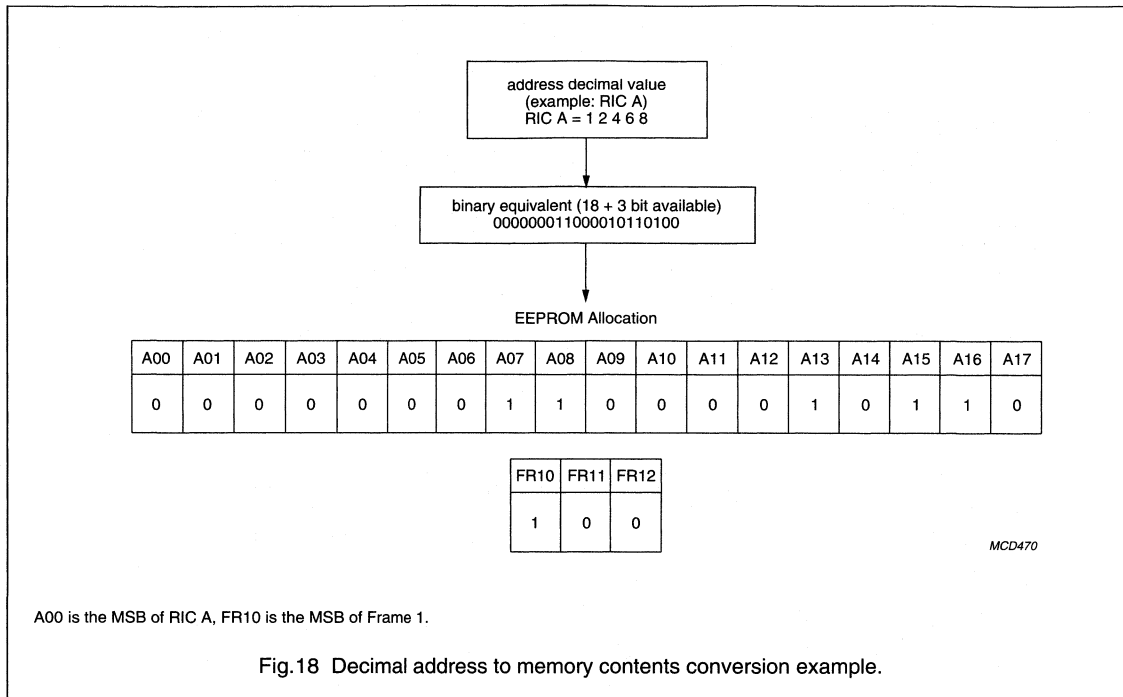 address decimal value
(example: RIC A)
RIC A = 1 2 4 6 8
binary equivalent (18 + 3 bit available)
000000011000010110100
EEPROM Allocation
A00 A01 A02 A03 A04 A05 A06 A07 A08 A09 A10 A11 A12 A13 A14 A15 A16 A17
0 0 0 0 0 0 0 1 1 0 0 0 0 1 0 1 1 0
FR10 FR11 FR12
1 0 0
MCD470
A00 is the MSB of RIC A, FR10 is the MSB of Frame 1.
Fig.18 Decimal address to memory contents conversion example.